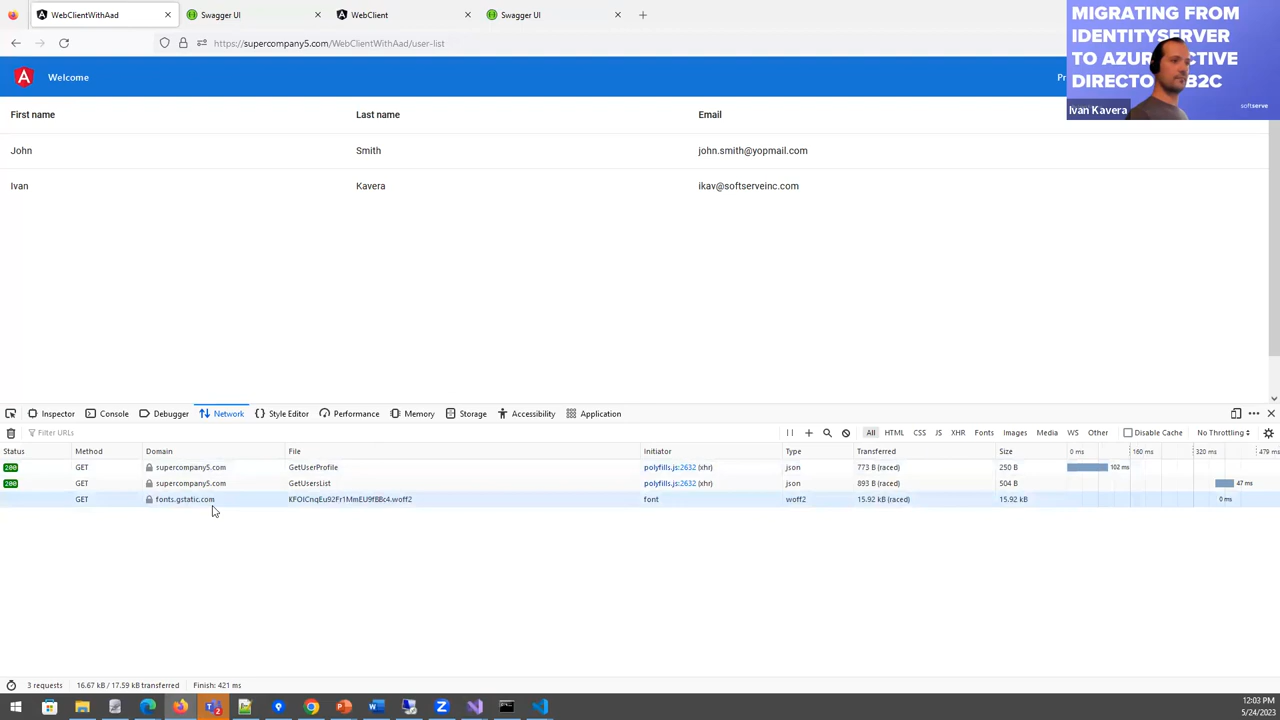 WebClientWithAad
Swagger UI
WebClient
Swagger UI
https://supercompany5.com/WebClientWithAad/user-list
MIGRATING FROM
IDENTITYSERVER
TO AZUR CTIVE
DIRECTO B2C
softserve
Ivan Kavera
Welcome
First name Last name Email
John Smith john.smith@yopmail.com
Ivan Kavera ikav@softserveinc.com
Inspector Console Debugger Network Style Editor Performance Memory Storage Accessibility Application
Filter URLs
All HTML CSS JS XHR Fonts Images Media WS Other Disable Cache No Throttling
Status Method Domain File Initiator Type Transferred Size 0 ms 160 ms 320 ms 479 ms
200 GET supercompany5.com GetUserProfile polyfills.js:2632 (xhr) json 773 B (raced) 250 B 102 ms
200 GET supercompany5.com GetUsersList polyfills.js:2632 (xhr) json 893 B (raced) 504 B 47 ms
GET fonts.gstatic.com KFOlCnqEu92Fr1MmEU9fBBc4.woff2 font woff2 15.92 kB (raced) 15.92 kB 0 ms
3 requests 16.67 kB / 17.59 kB transferred Finish: 421 ms
12:03 PM
5/24/2023